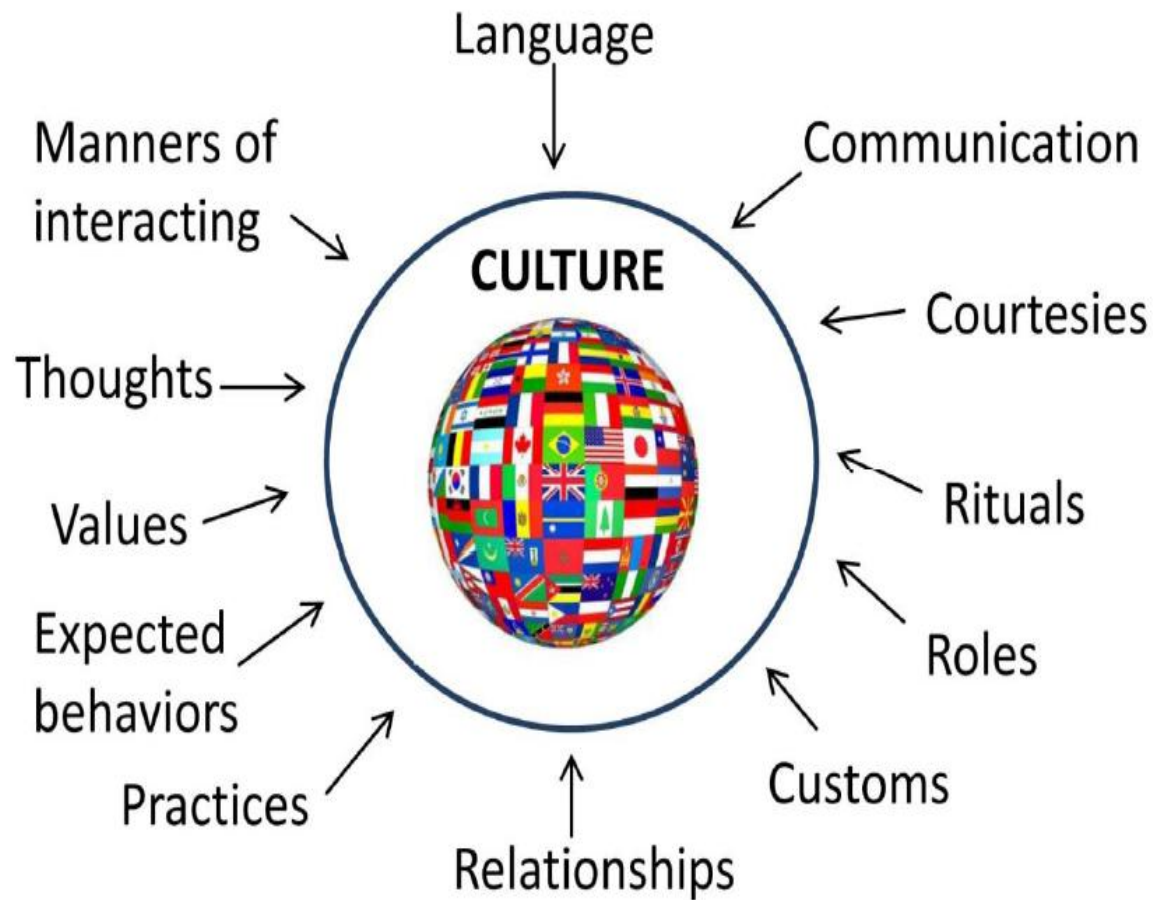 Language
Communication
Manners of
interacting
CULTURE
Courtesies
Thoughts
Values
Rituals
Expected
behaviors
Roles
Practices
Customs
Relationships